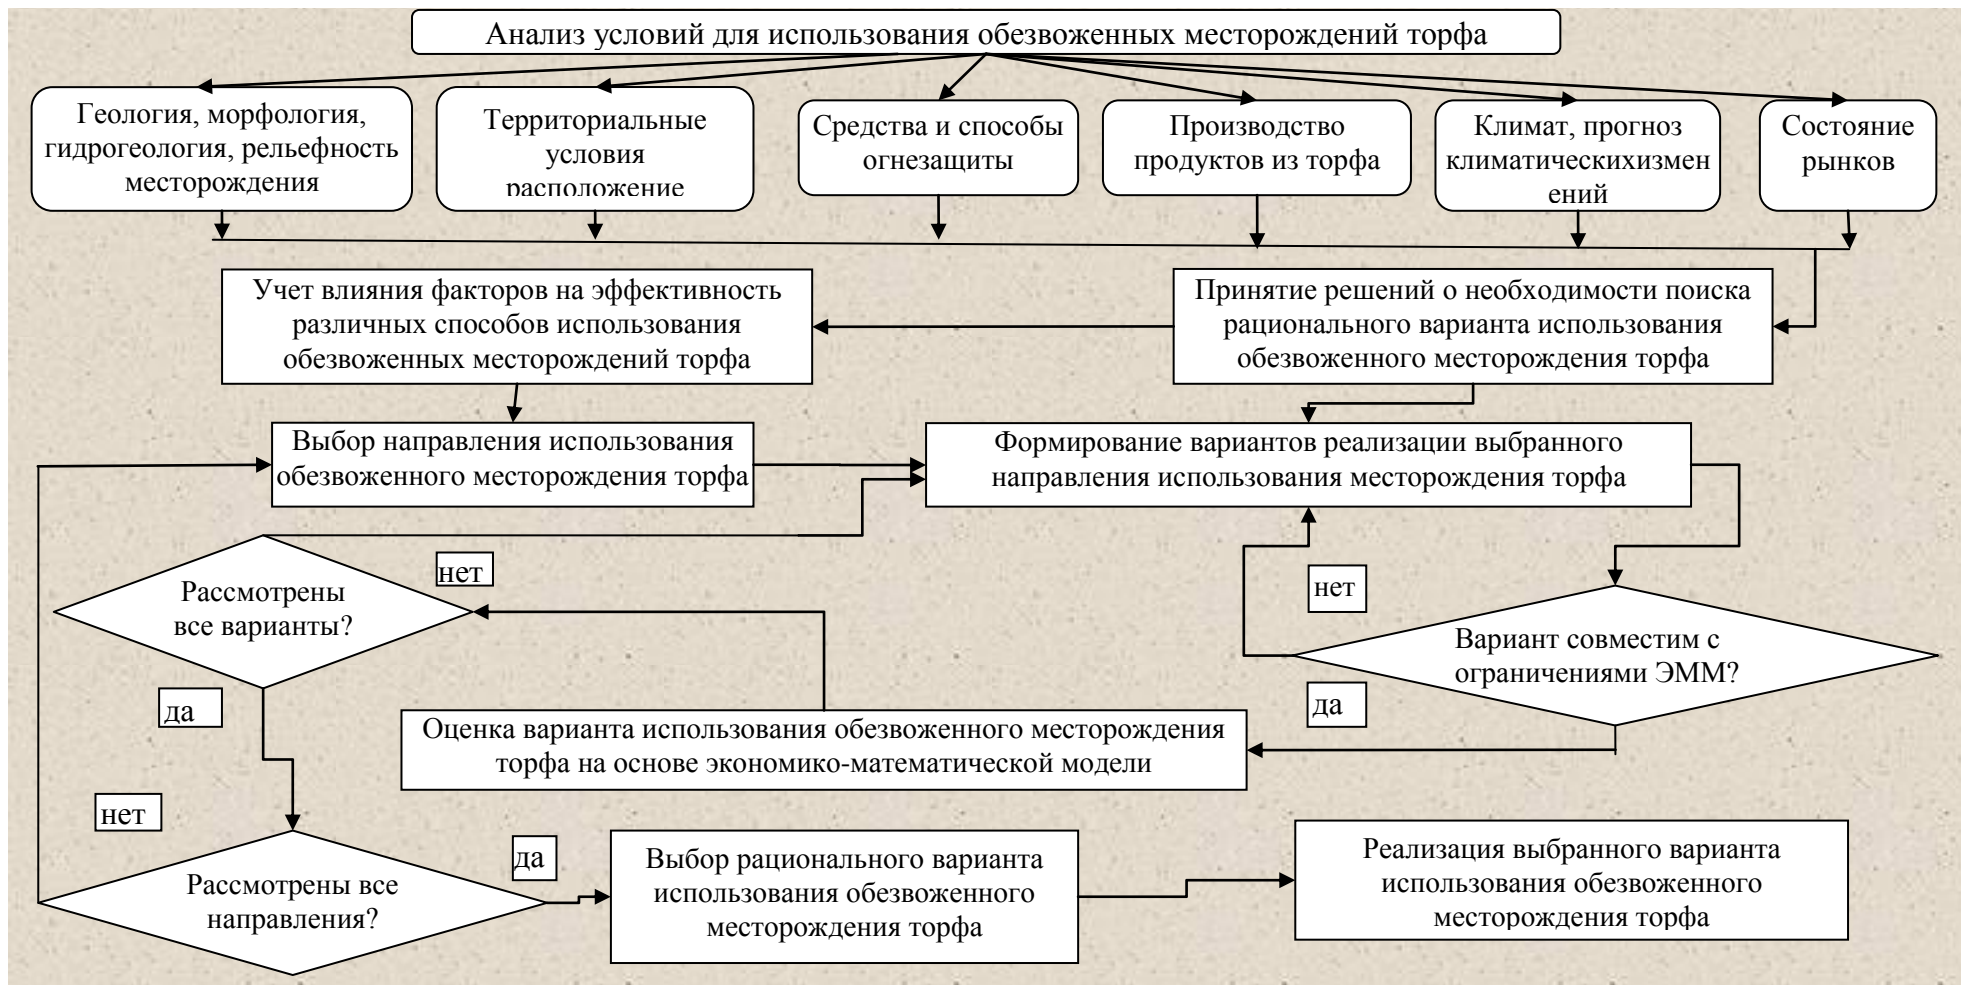 Анализ условий для использования обезвоженных месторождений торфа
Геология, морфология,
гидрогеология, рельефность
месторождения
Территориальные
условия
расположение
Средства и способы
огнезащиты
Производство
продуктов из торфа
Климат, прогноз
климатическихизмен
ений
Состояние
рынков
Учет влияния факторов на эффективность
различных способов использования
обезвоженных месторождений торфа
Принятие решений о необходимости поиска
рационального варианта использования
обезвоженного месторождения торфа
Выбор направления использования
обезвоженного месторождения торфа
Формирование вариантов реализации выбранного
направления использования месторождения торфа
нет
Рассмотрены
все варианты?
нет
Вариант совместим с
ограничениями ЭММ?
да
да
Оценка варианта использования обезвоженного месторождения
торфа на основе экономико-математической модели
нет
Рассмотрены все
направления?
да
Выбор рационального варианта
использования обезвоженного
месторождения торфа
Реализация выбранного варианта
использования обезвоженного
месторождения торфа